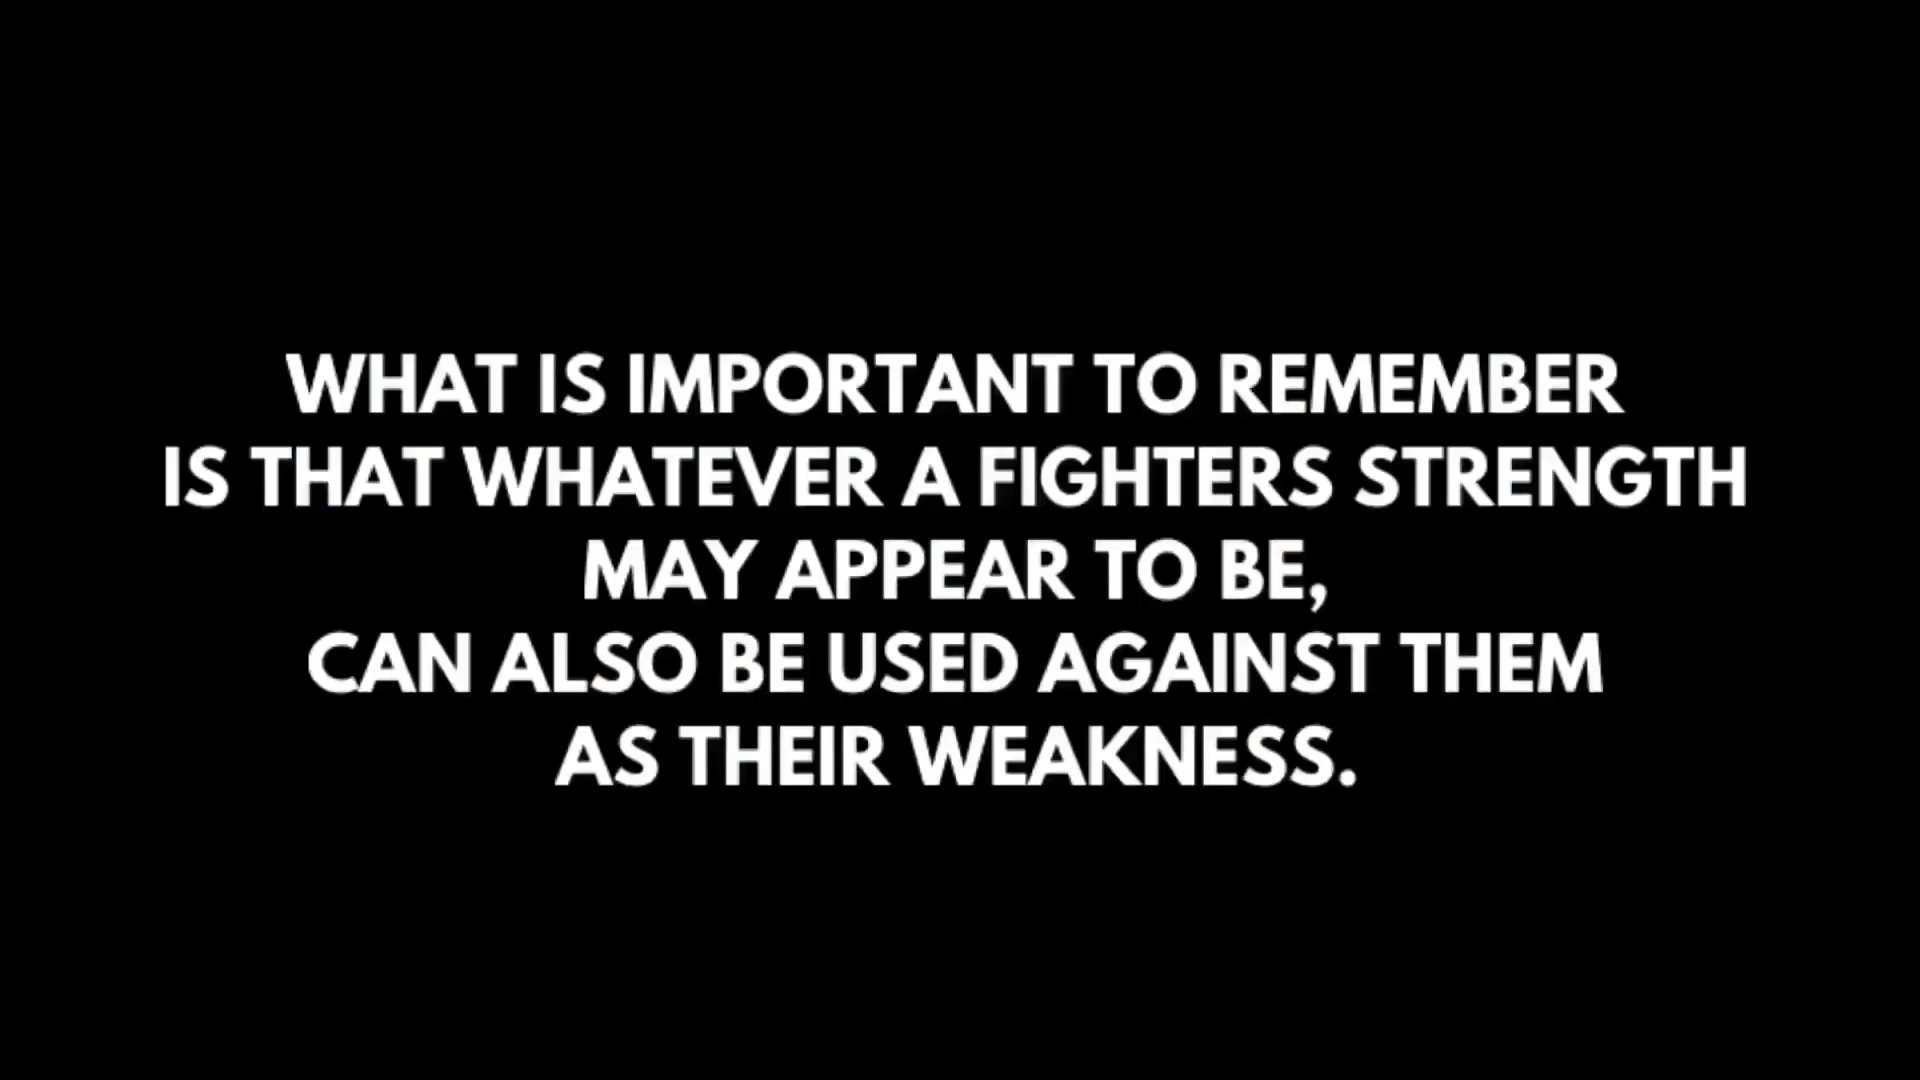 WHAT IS IMPORTANT TO REMEMBER
IS THAT WHATEVER A FIGHTERS STRENGTH
MAY APPEAR TO BE,
CAN ALSO BE USED AGAINST THEM
AS THEIR WEAKNESS.